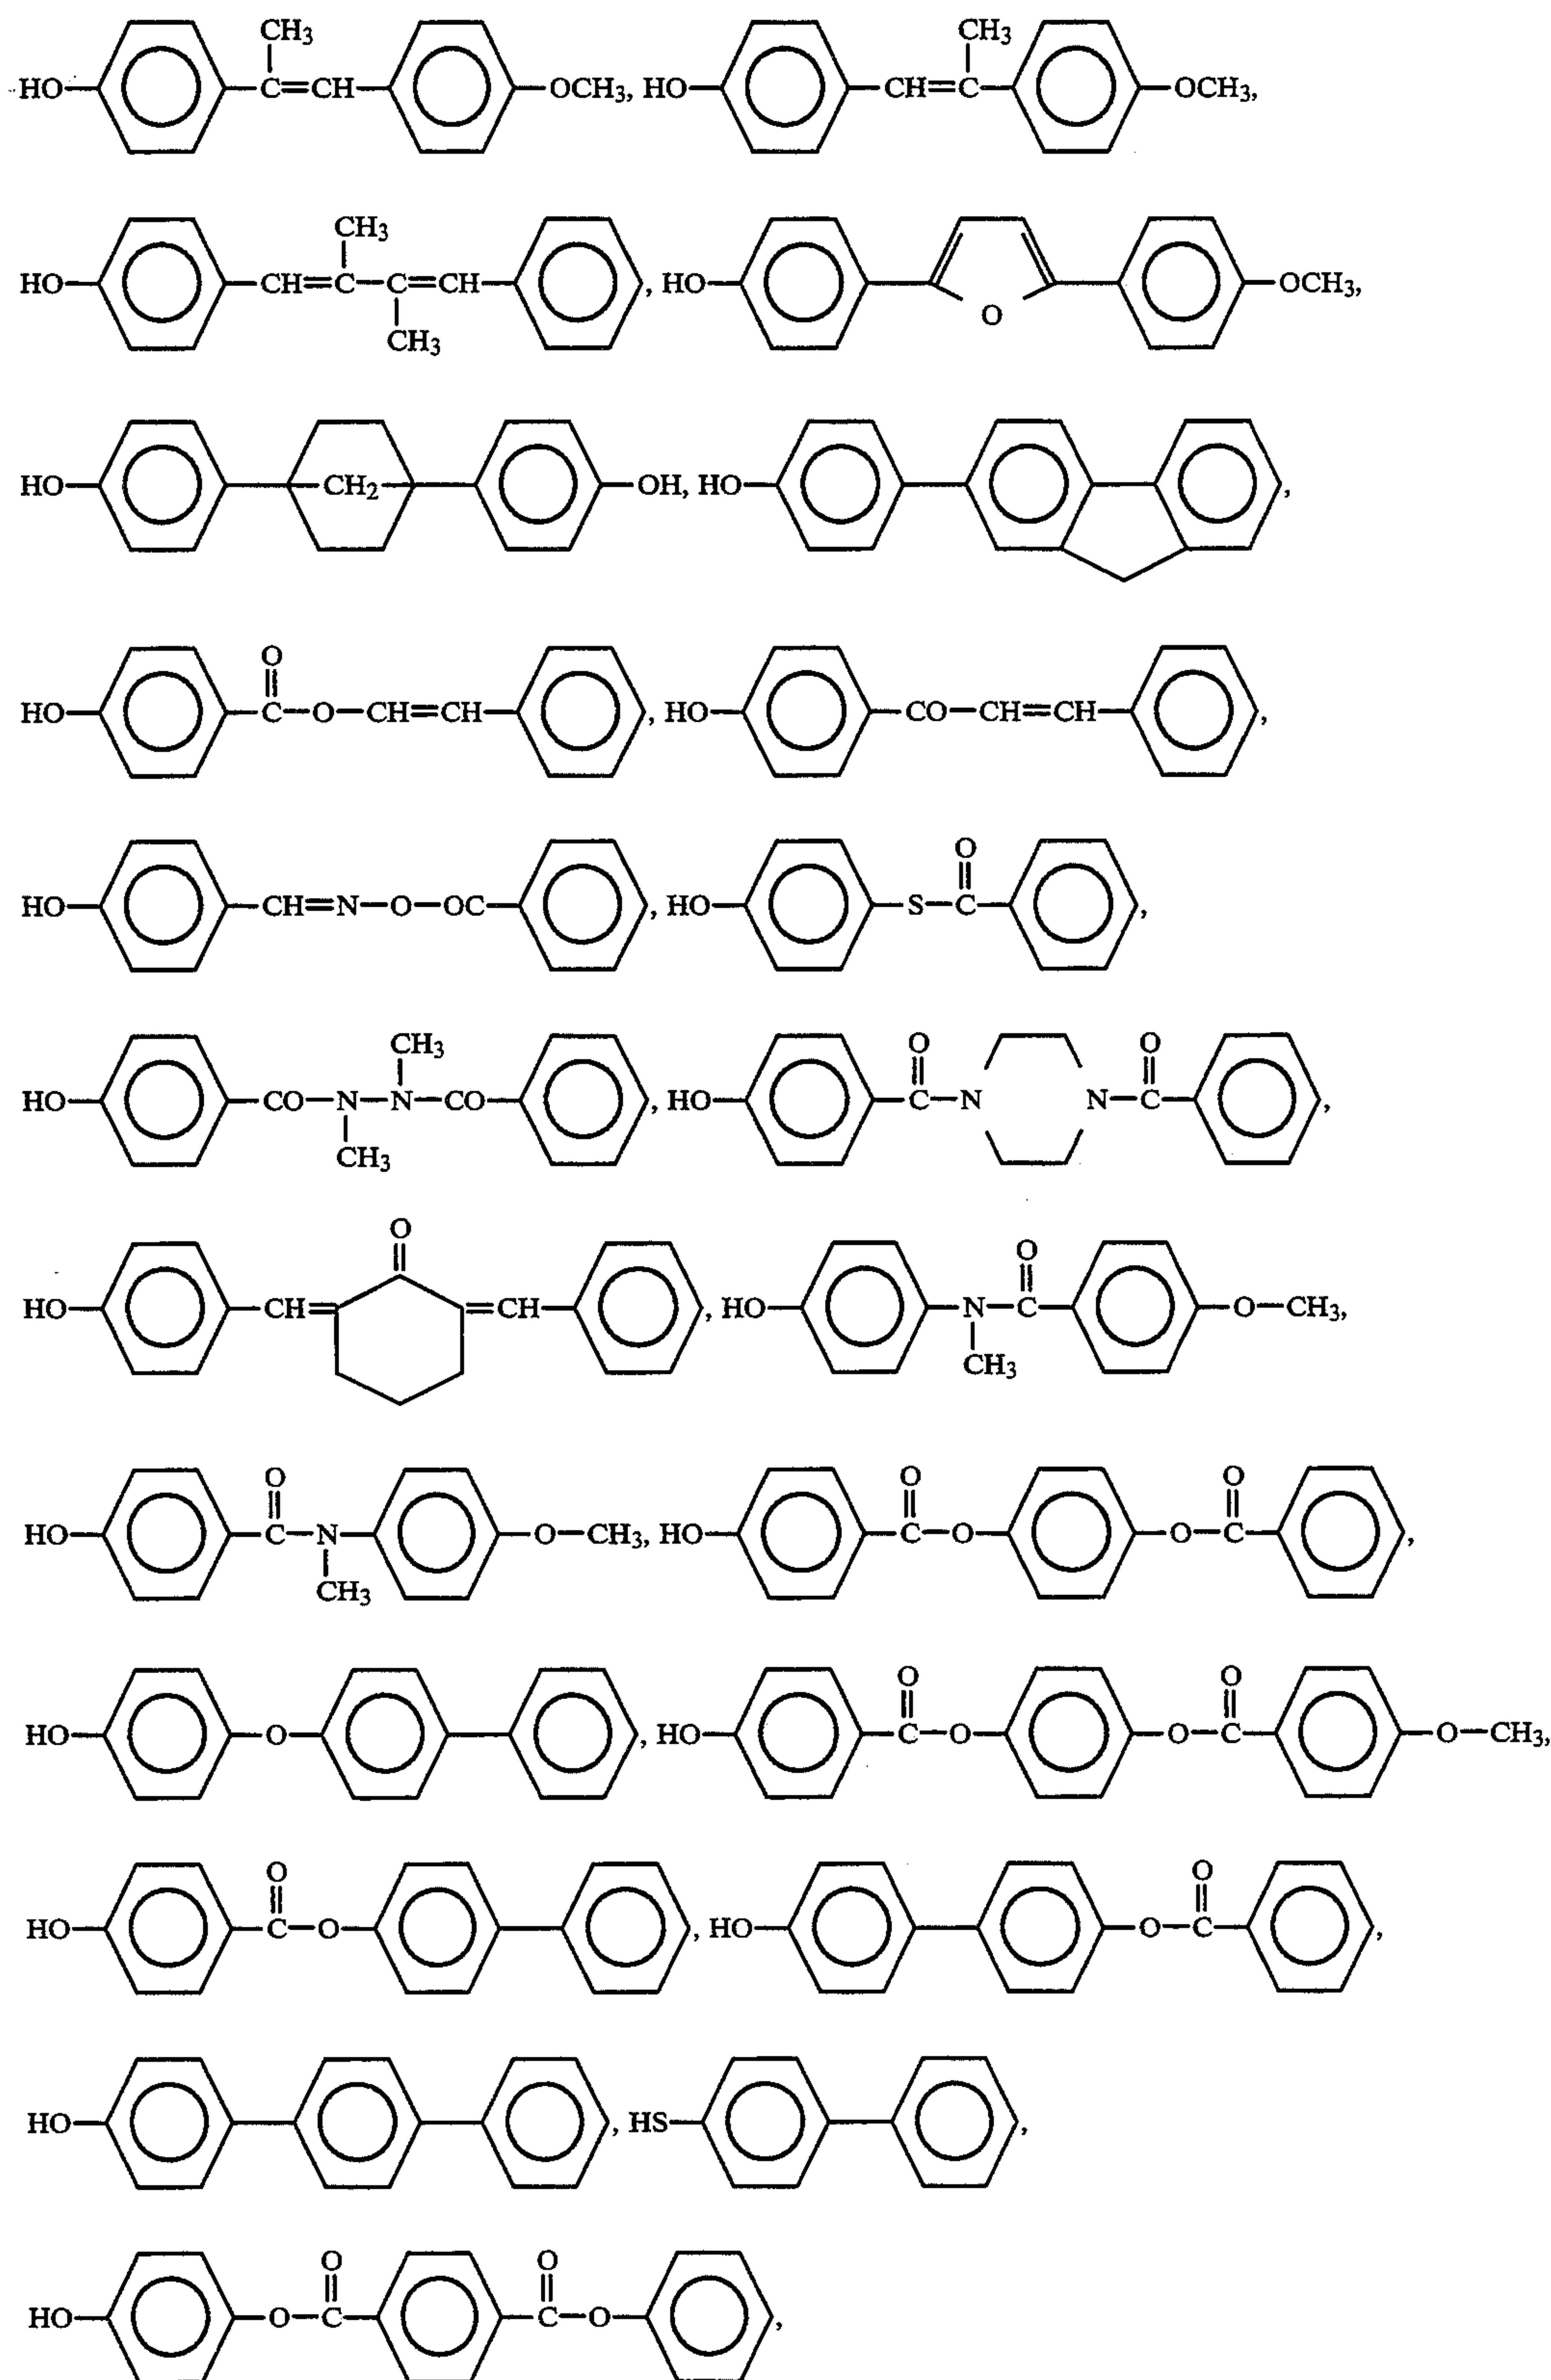 CH3 CH3
HO C=CH OCH3, HO CH=C OCH3,
CH3
HO CH=C C=CH , HO O OCH3,
CH3
HO CH2 OH, HO ,
O
HO C-O-CH=CH , HO CO-CH=CH ,
O
HO CH=N-O-OC , HO S-C ,
CH3 O O
HO CO-N-N-CO , HO C-N N-C ,
CH3
O O
HO CH= =CH , HO N-C O-CH3,
CH3
O O O
HO C-N O-CH3, HO C-O O-C ,
CH3
O O
HO O , HO C-O O-C O-CH3,
O O
HO C-O , HO O-C ,
HO , HS ,
O O
HO O-C C-O ,